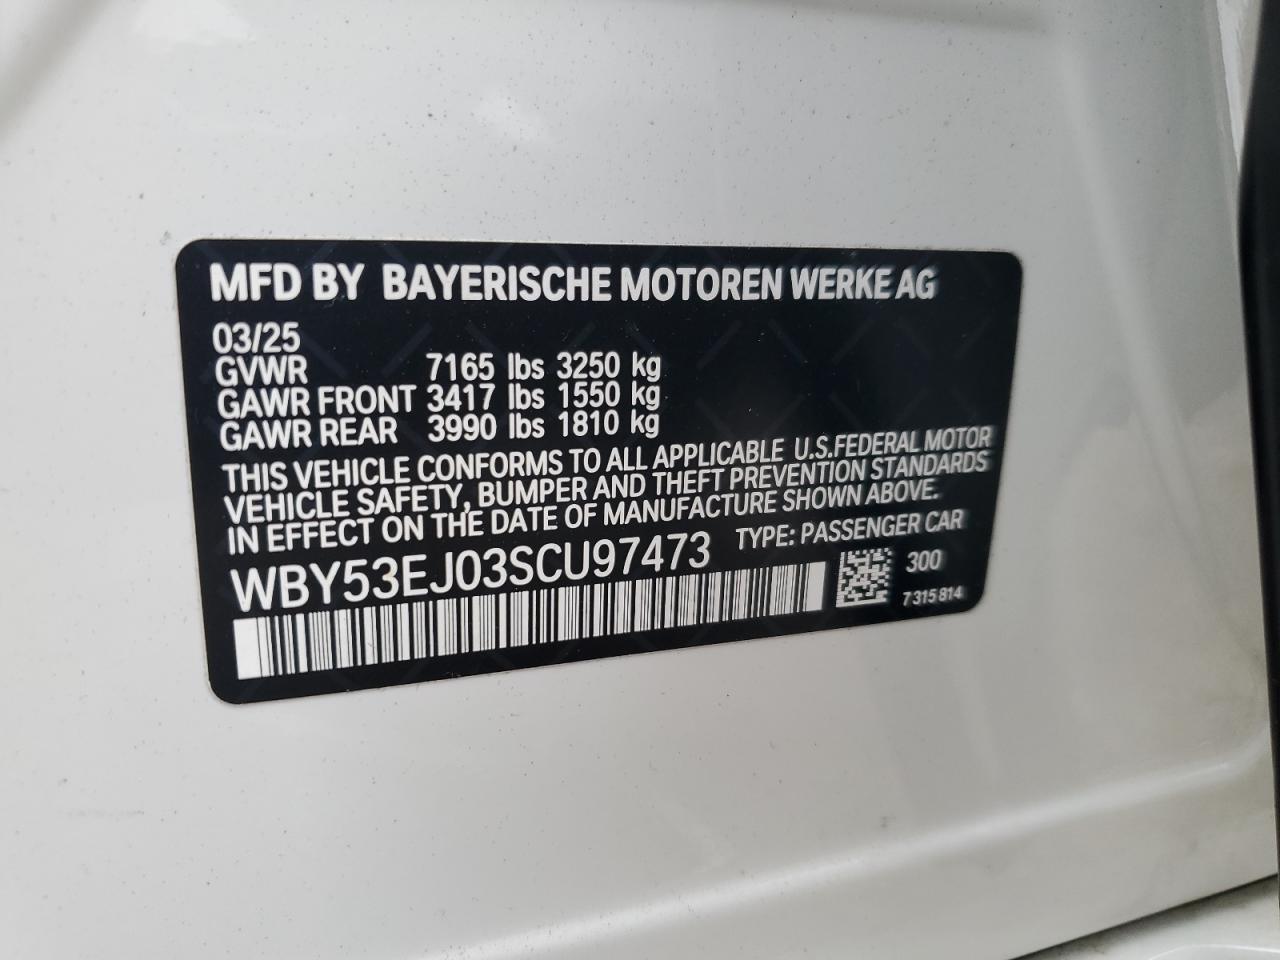 MFD BY BAYERISCHE MOTOREN WERKE AG
03/25
GVWR 7165 lbs 3250 kg
GAWR FRONT 3417 lbs 1550 kg
GAWR REAR 3990 lbs 1810 kg
THIS VEHICLE CONFORMS TO ALL APPLICABLE U.S.FEDERAL MOTOR
VEHICLE SAFETY, BUMPER AND THEFT PREVENTION STANDARDS
IN EFFECT ON THE DATE OF MANUFACTURE SHOWN ABOVE.
WBY53EJ03SCU97473 TYPE: PASSENGER CAR
300
7315814